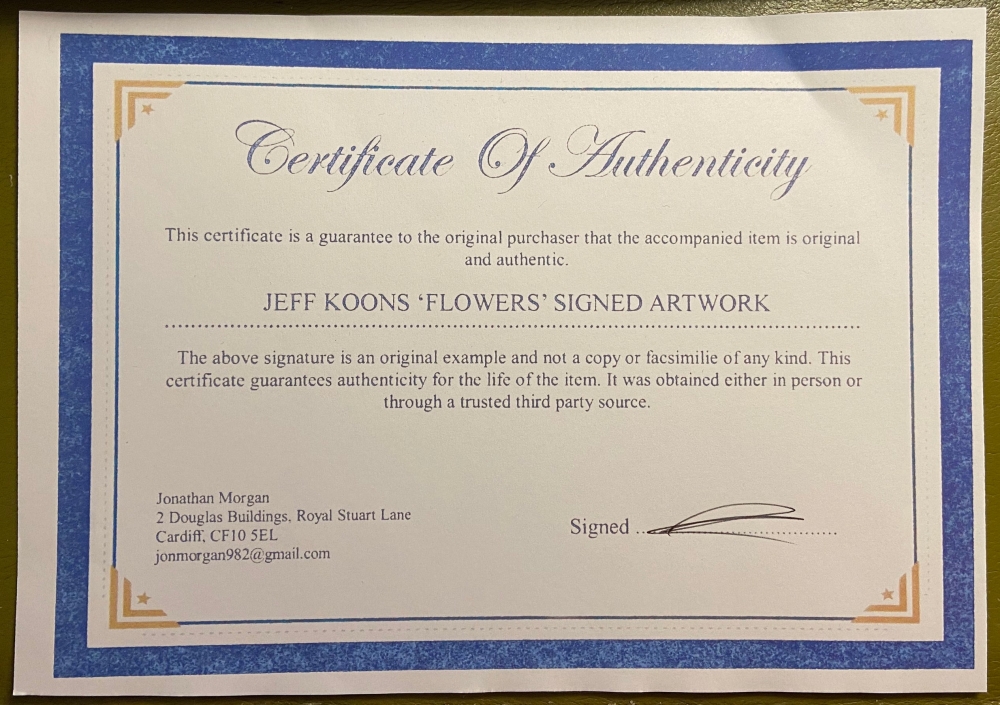 Certificate Of Authenticity
This certificate is a guarantee to the original purchaser that the accompanied item is original
and authentic.
JEFF KOONS ‘FLOWERS’ SIGNED ARTWORK
The above signature is an original example and not a copy or facsimilie of any kind. This
certificate guarantees authenticity for the life of the item. It was obtained either in person or
through a trusted third party source.
Jonathan Morgan
2 Douglas Buildings, Royal Stuart Lane
Cardiff, CF10 5EL
jonmorgan982@gmail.com
Signed